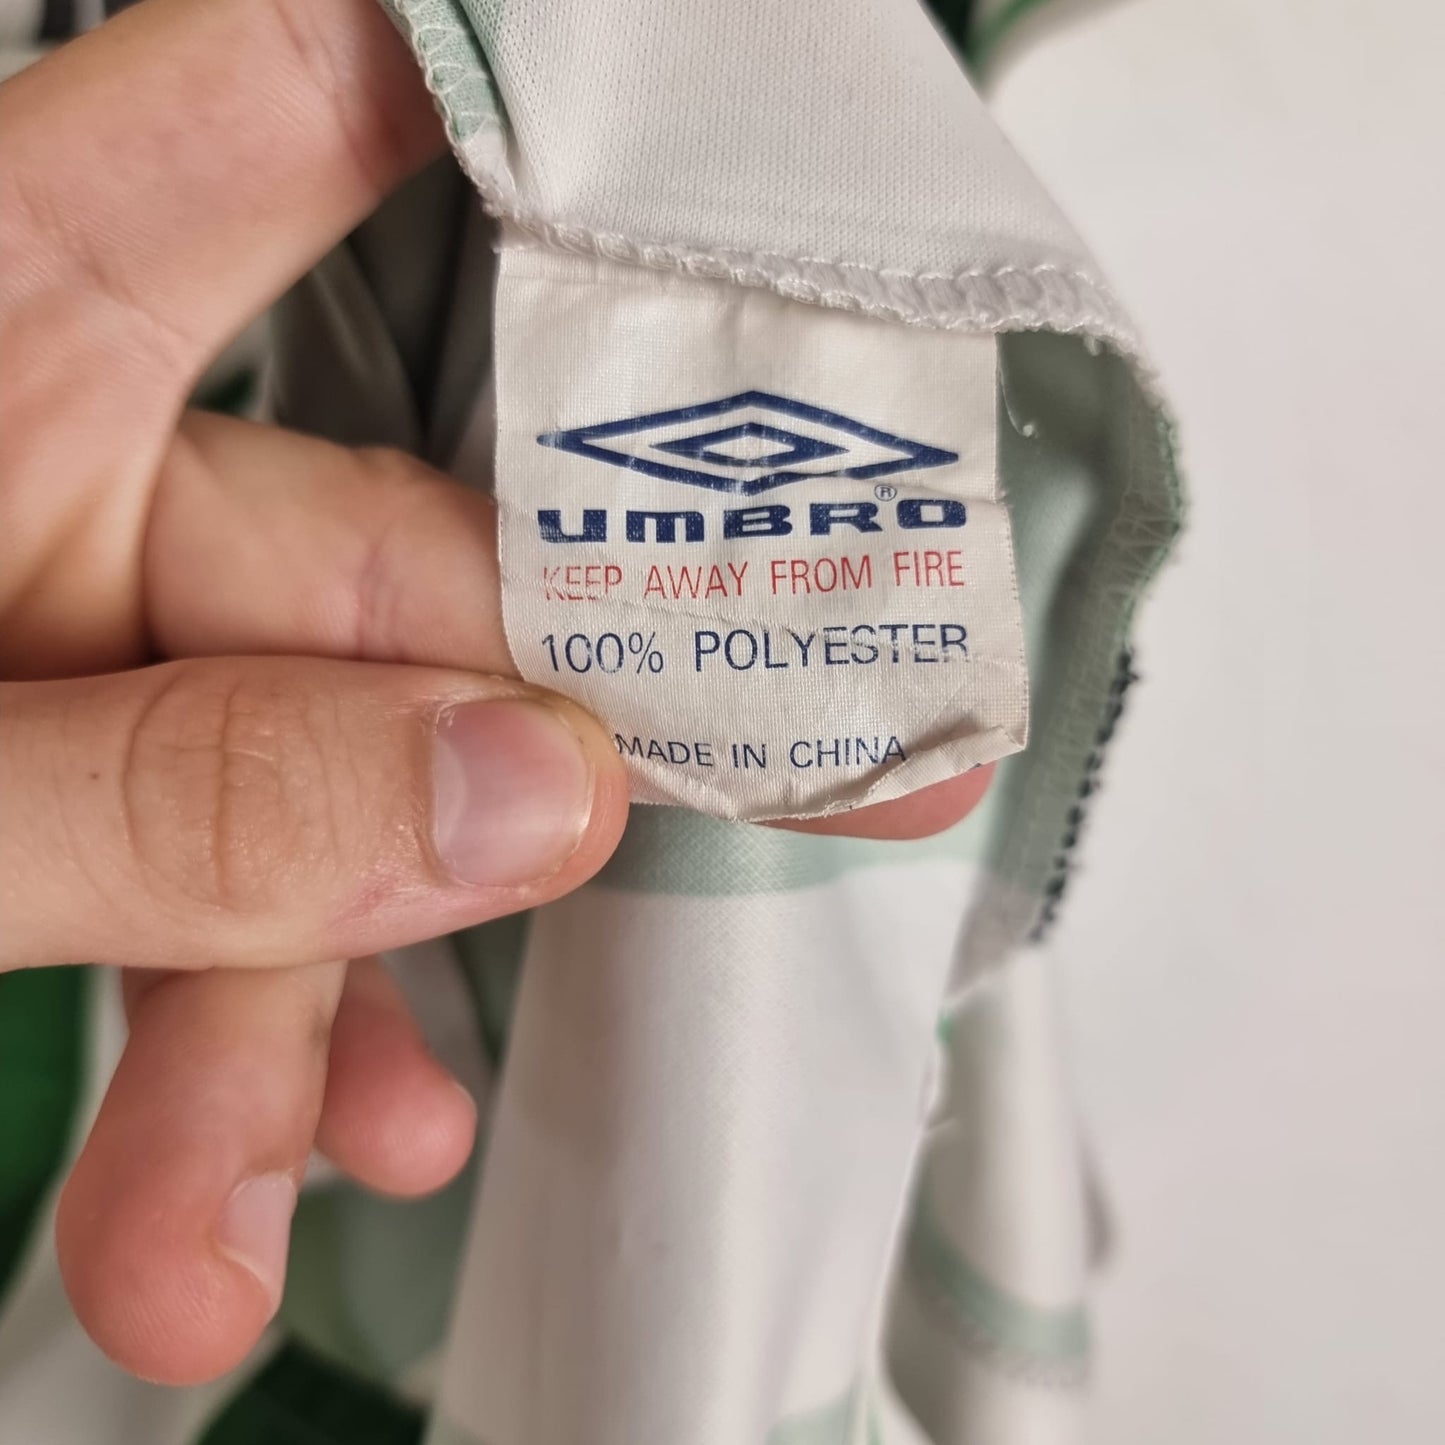 UMBRO®
KEEP AWAY FROM FIRE
100% POLYESTER
MADE IN CHINA